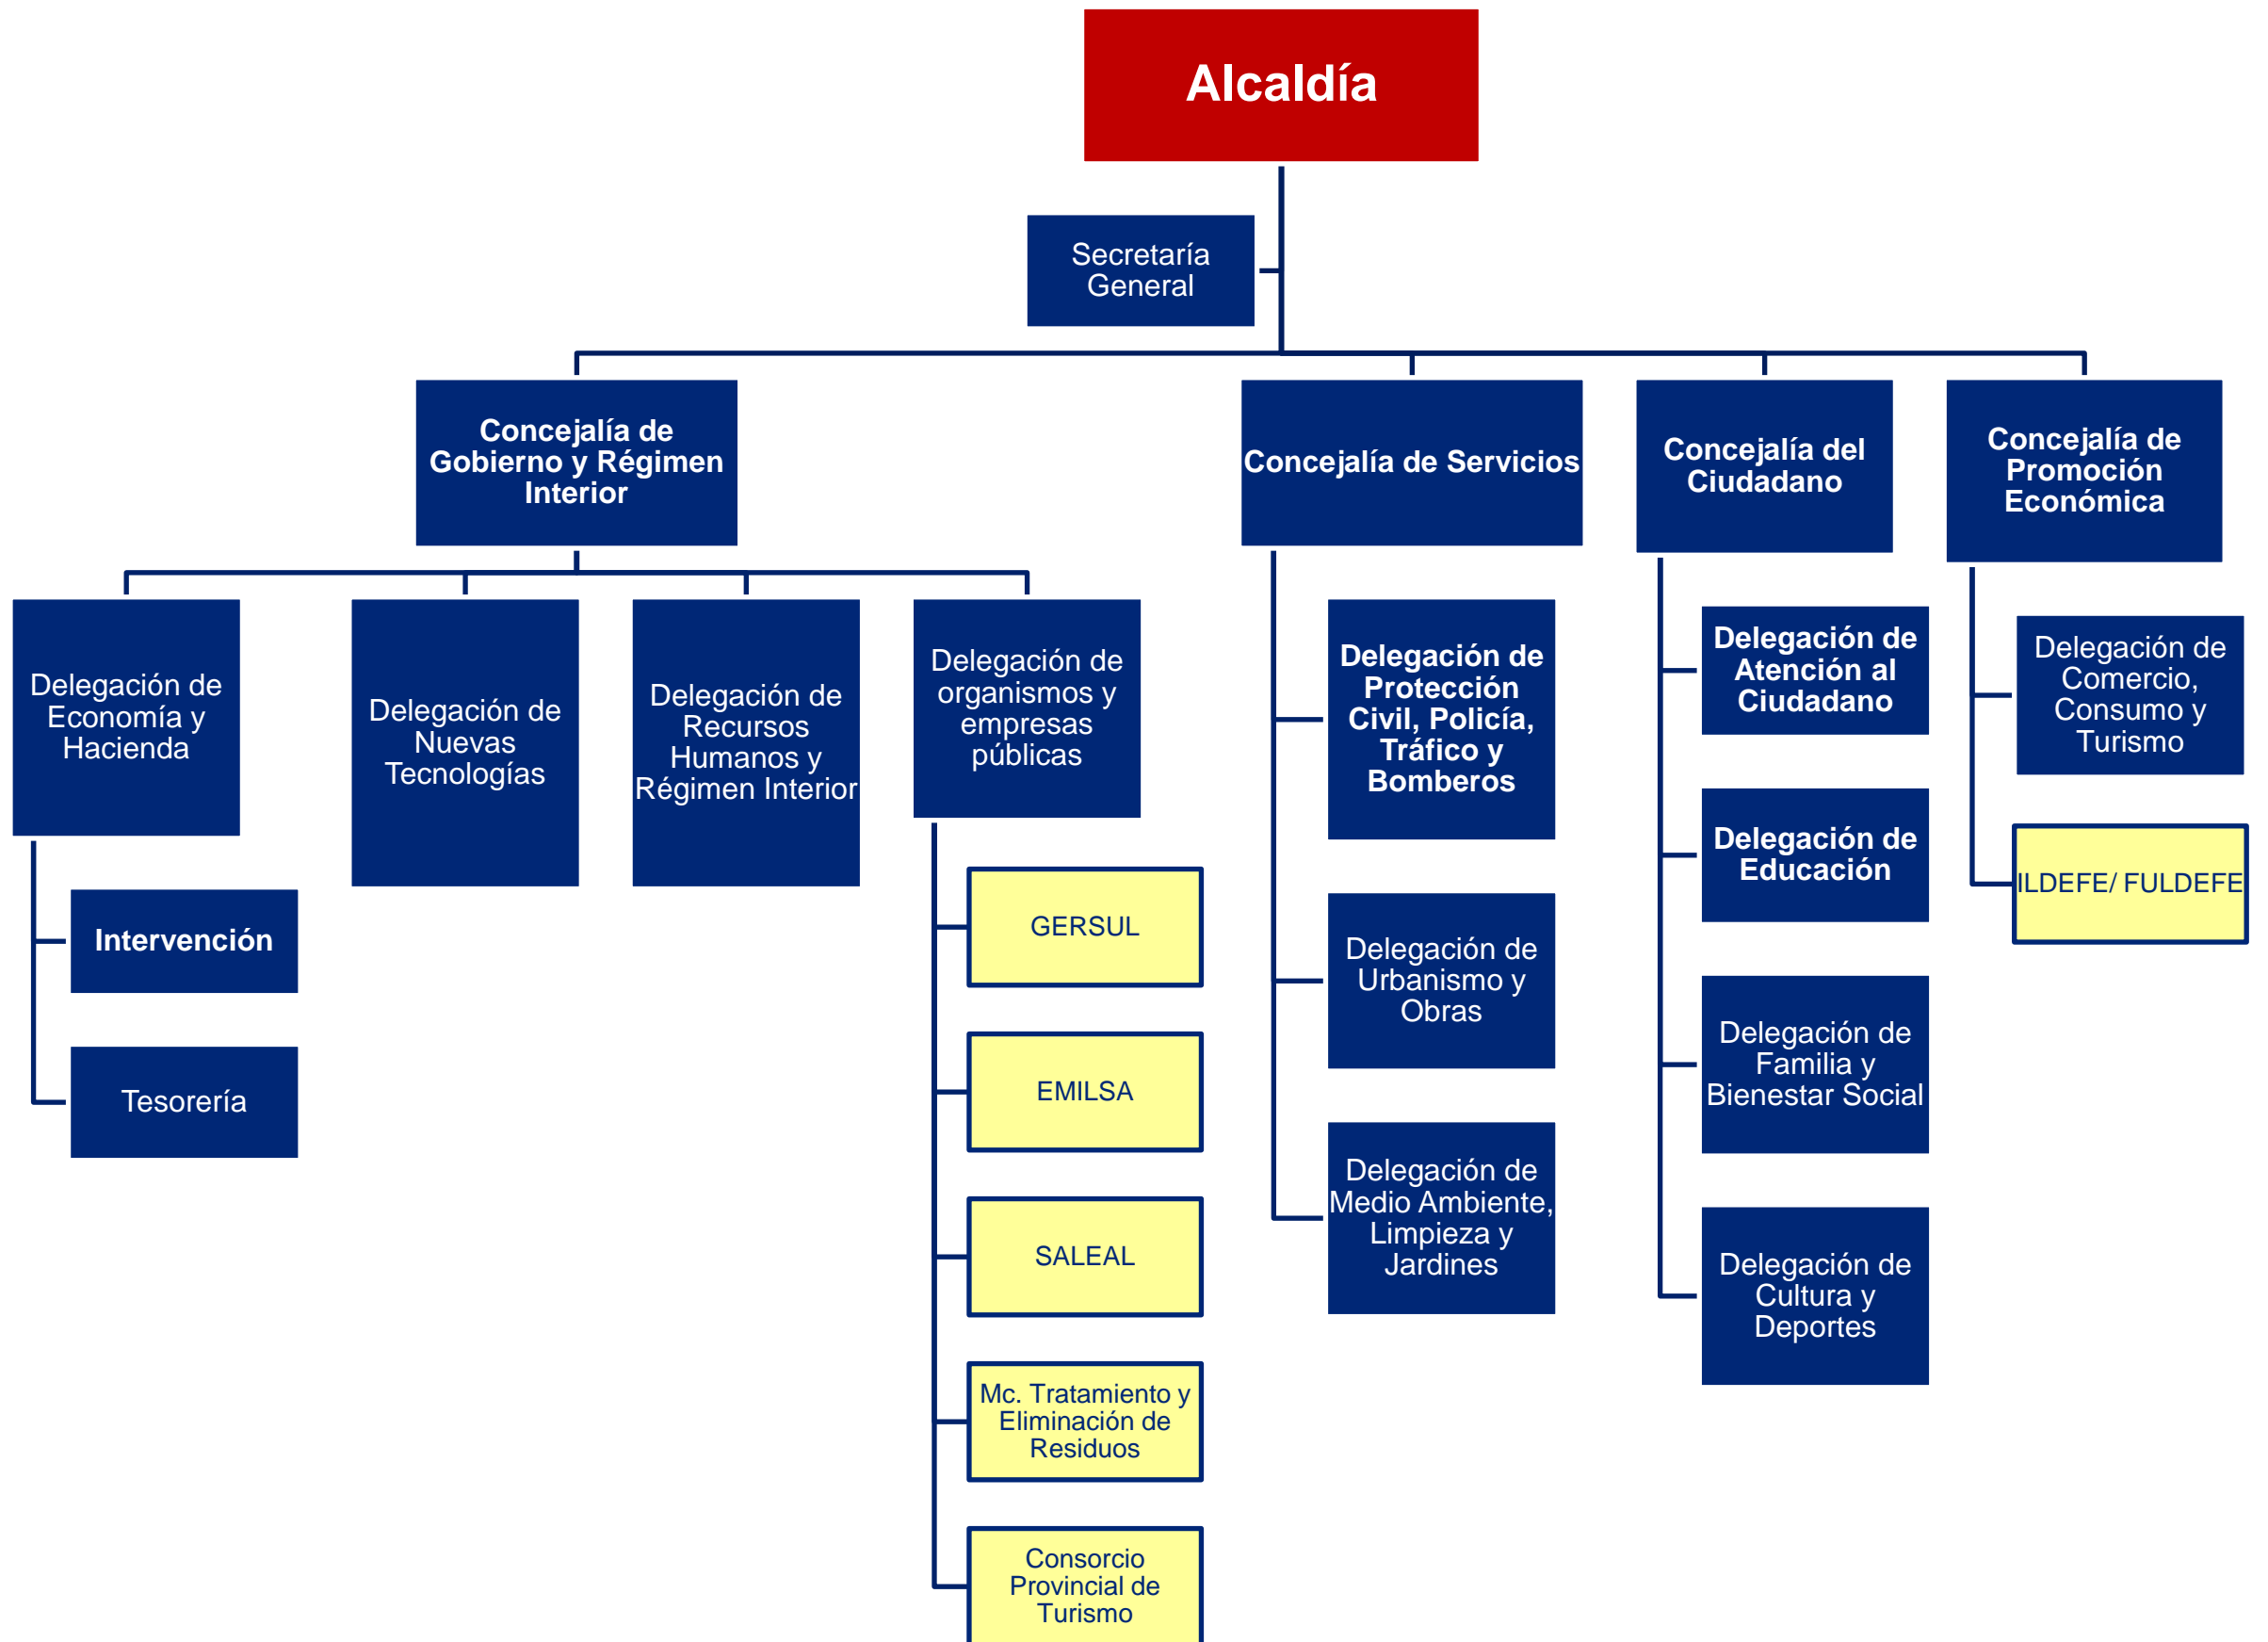 Alcaldía
Secretaría
General
Concejalía de
Gobierno y Régimen
Interior
Concejalía de Servicios
Concejalía del
Ciudadano
Concejalía de
Promoción
Económica
Delegación de
Economía y
Hacienda
Intervención
Tesorería
Delegación de
Nuevas
Tecnologías
Delegación de
Recursos
Humanos y
Régimen Interior
Delegación de
organismos y
empresas
públicas
GERSUL
EMILSA
SALEAL
Mc. Tratamiento y
Eliminación de
Residuos
Consorcio
Provincial de
Turismo
Delegación de
Protección
Civil, Policía,
Tráfico y
Bomberos
Delegación de
Urbanismo y
Obras
Delegación de
Medio Ambiente,
Limpieza y
Jardines
Delegación de
Atención al
Ciudadano
Delegación de
Educación
Delegación de
Familia y
Bienestar Social
Delegación de
Cultura y
Deportes
Delegación de
Comercio,
Consumo y
Turismo
ILDEFE/ FULDEFE